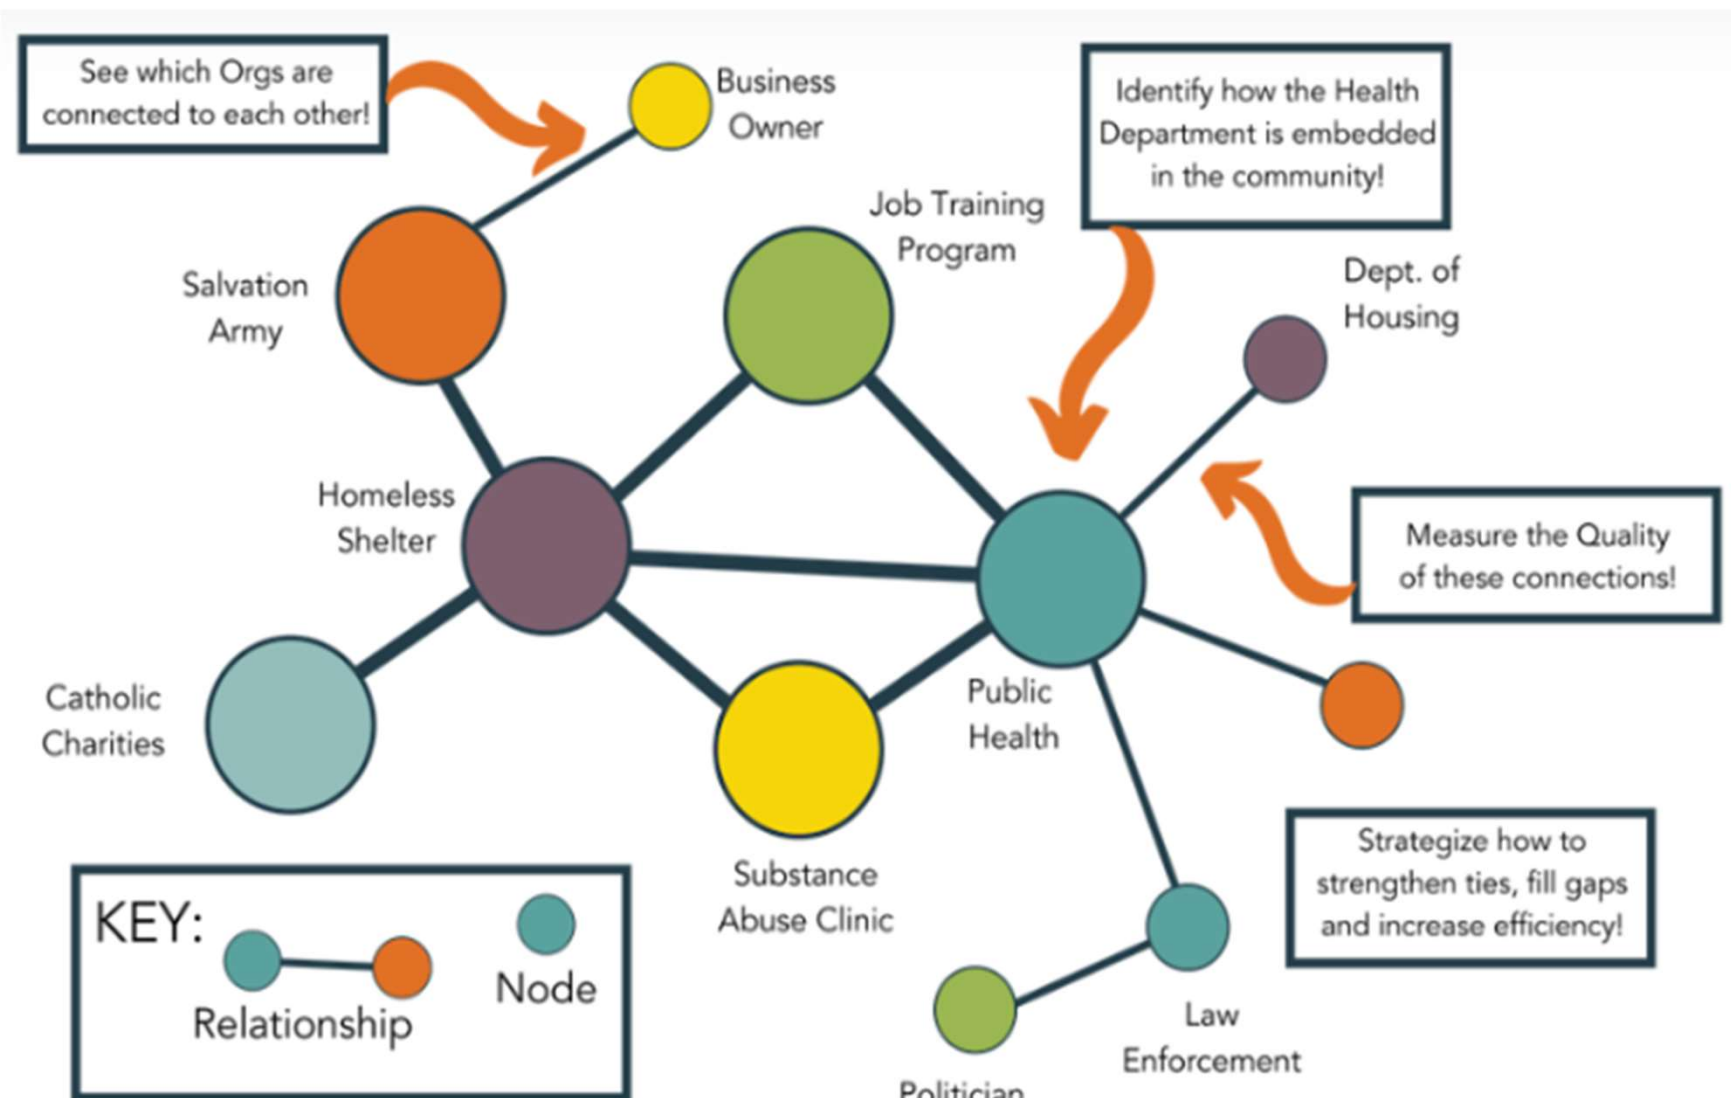 See which Orgs are
connected to each other!
Business
Owner
Identify how the Health
Department is embedded
in the community!
Job Training
Program
Dept. of
Housing
Salvation
Army
Homeless
Shelter
Measure the Quality
of these connections!
Catholic
Charities
Public
Health
Substance
Abuse Clinic
Strategize how to
strengthen ties, fill gaps
and increase efficiency!
KEY:
Node
Relationship
Law
Enforcement
Politician